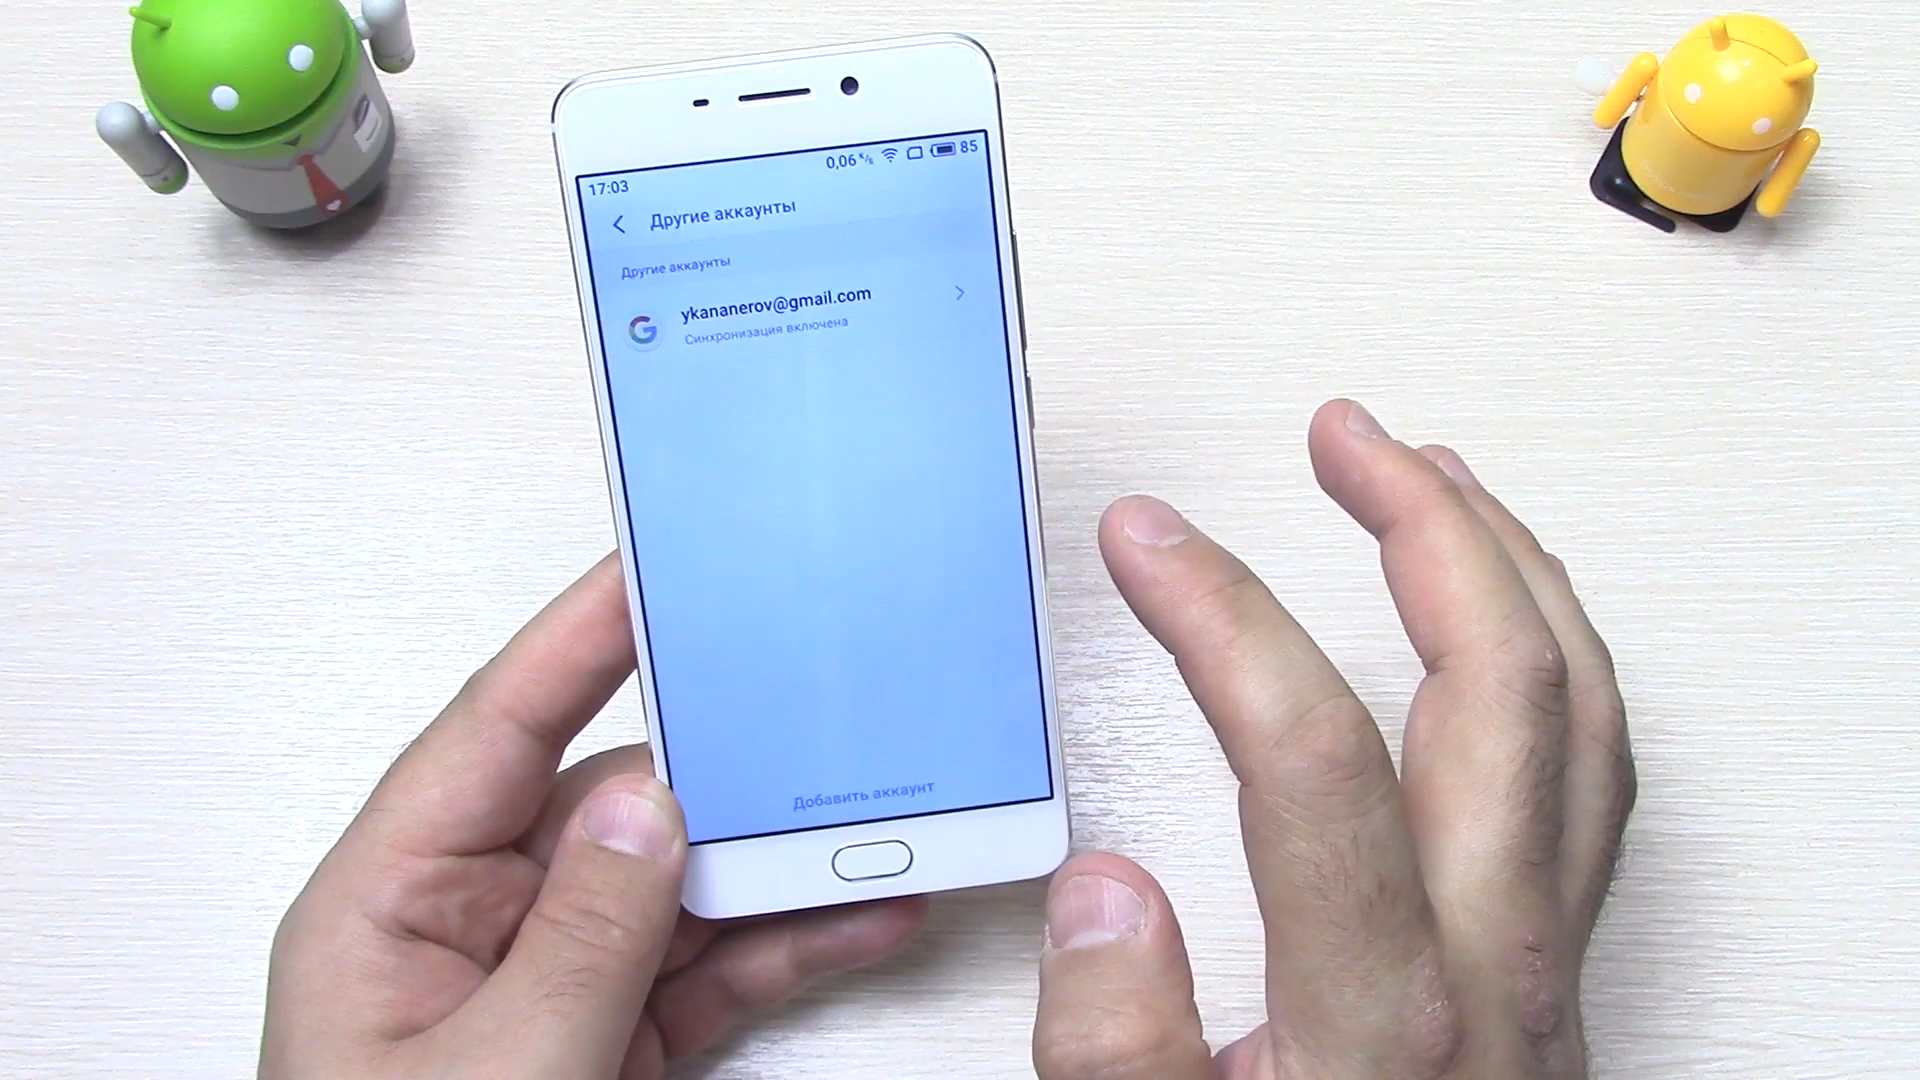 0,06 к/s 85
17:03
Другие аккаунты
Другие аккаунты
ykananerov@gmail.com
Синхронизация включена
Добавить аккаунт